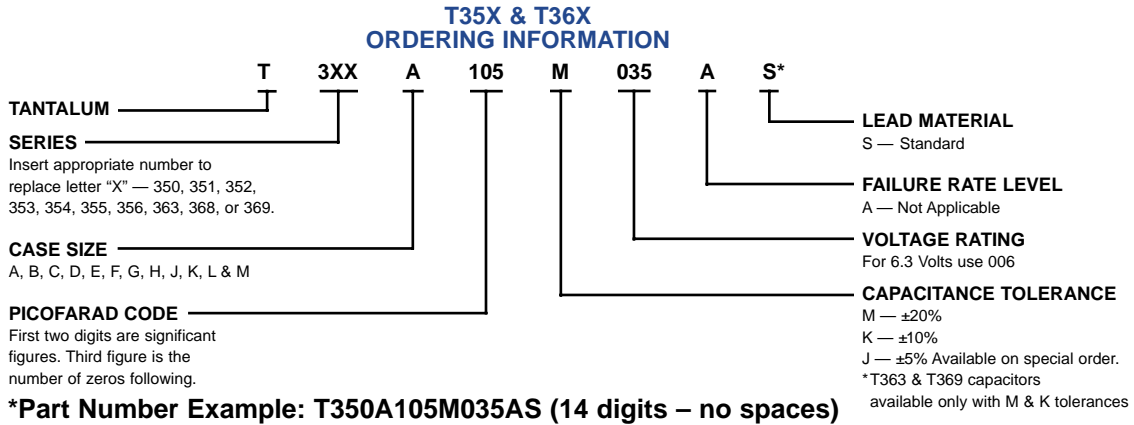 T35X & T36X
ORDERING INFORMATION
T 3XX A 105 M 035 A S*
TANTALUM
SERIES
Insert appropriate number to
replace letter “X” — 350, 351, 352,
353, 354, 355, 356, 363, 368, or 369.
CASE SIZE
A, B, C, D, E, F, G, H, J, K, L & M
PICOFARAD CODE
First two digits are significant
figures. Third figure is the
number of zeros following.
LEAD MATERIAL
S — Standard
FAILURE RATE LEVEL
A — Not Applicable
VOLTAGE RATING
For 6.3 Volts use 006
CAPACITANCE TOLERANCE
M — ±20%
K — ±10%
J — ±5% Available on special order.
*T363 & T369 capacitors
available only with M & K tolerances
*Part Number Example: T350A105M035AS (14 digits – no spaces)